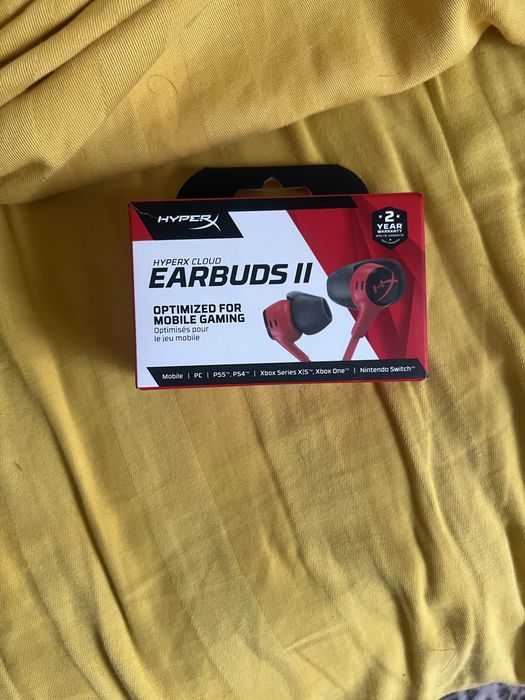 HYPERX
2
YEAR
WARRANTY
HYPERX CLOUD
EARBUDS II
OPTIMIZED FOR
MOBILE GAMING
Optimisés pour
le jeu mobile
HX
Mobile | PC | PS5™, PS4™ | Xbox Series X|S™, Xbox One™ | Nintendo Switch™